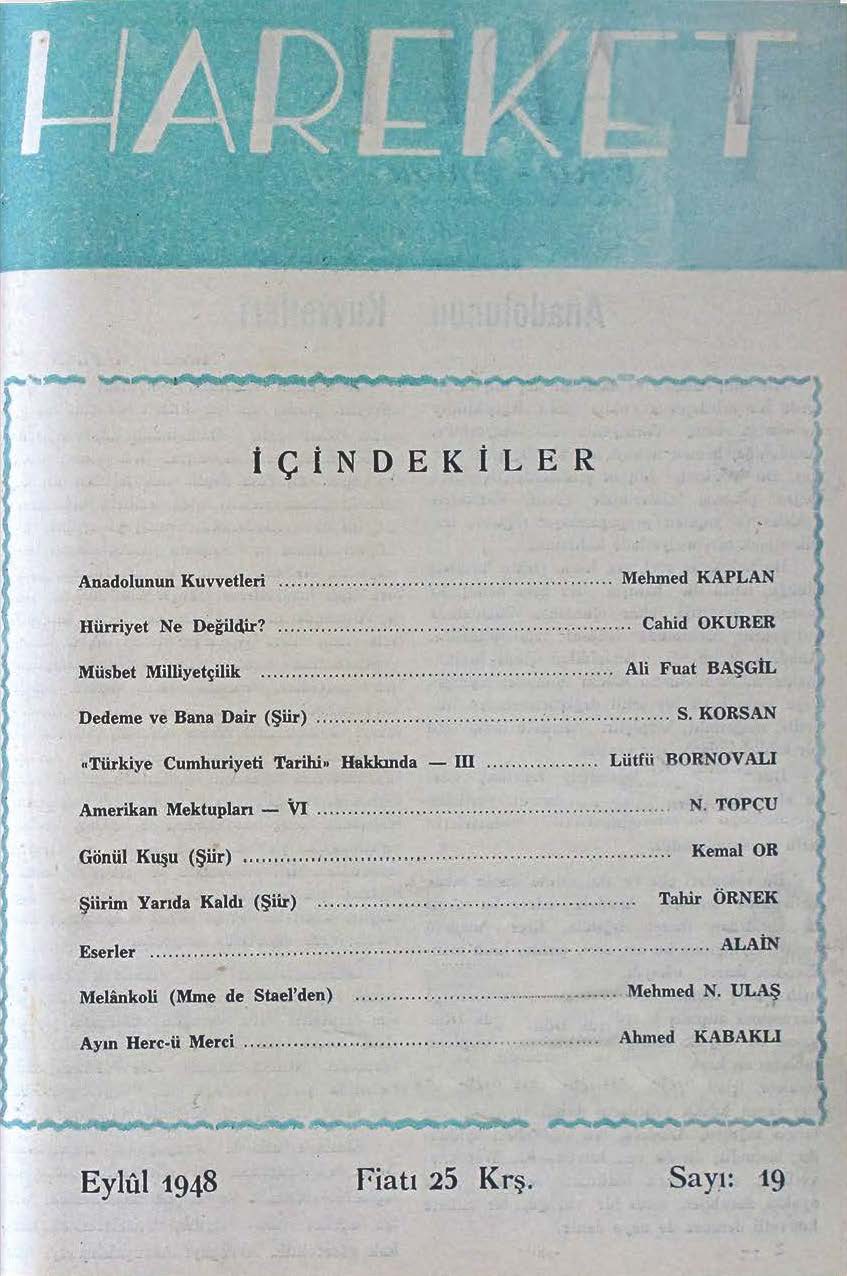 HAREKET
İÇİNDEKİLER
Anadolunun Kuvvetleri ........ Mehmed KAPLAN
Hürriyet Ne Değildir? ........ Cahid OKURER
Müsbet Milliyetçilik ........ Ali Fuat BAŞGİL
Dedeme ve Bana Dair (Şiir) ........ S. KORSAN
«Türkiye Cumhuriyeti Tarihi» Hakkında — III ........ Lütfü BORNOVALI
Amerikan Mektupları — VI ........ N. TOPÇU
Gönül Kuşu (Şiir) ........ Kemal OR
Şiirim Yarıda Kaldı (Şiir) ........ Tahir ÖRNEK
Eserler ........ ALAİN
Melânkoli (Mme de Stael'den) ........ Mehmed N. ULAŞ
Ayın Herc-ü Merci ........ Ahmed KABAKLI
Eylûl 1948 Fiatı 25 Krş. Sayı: 19